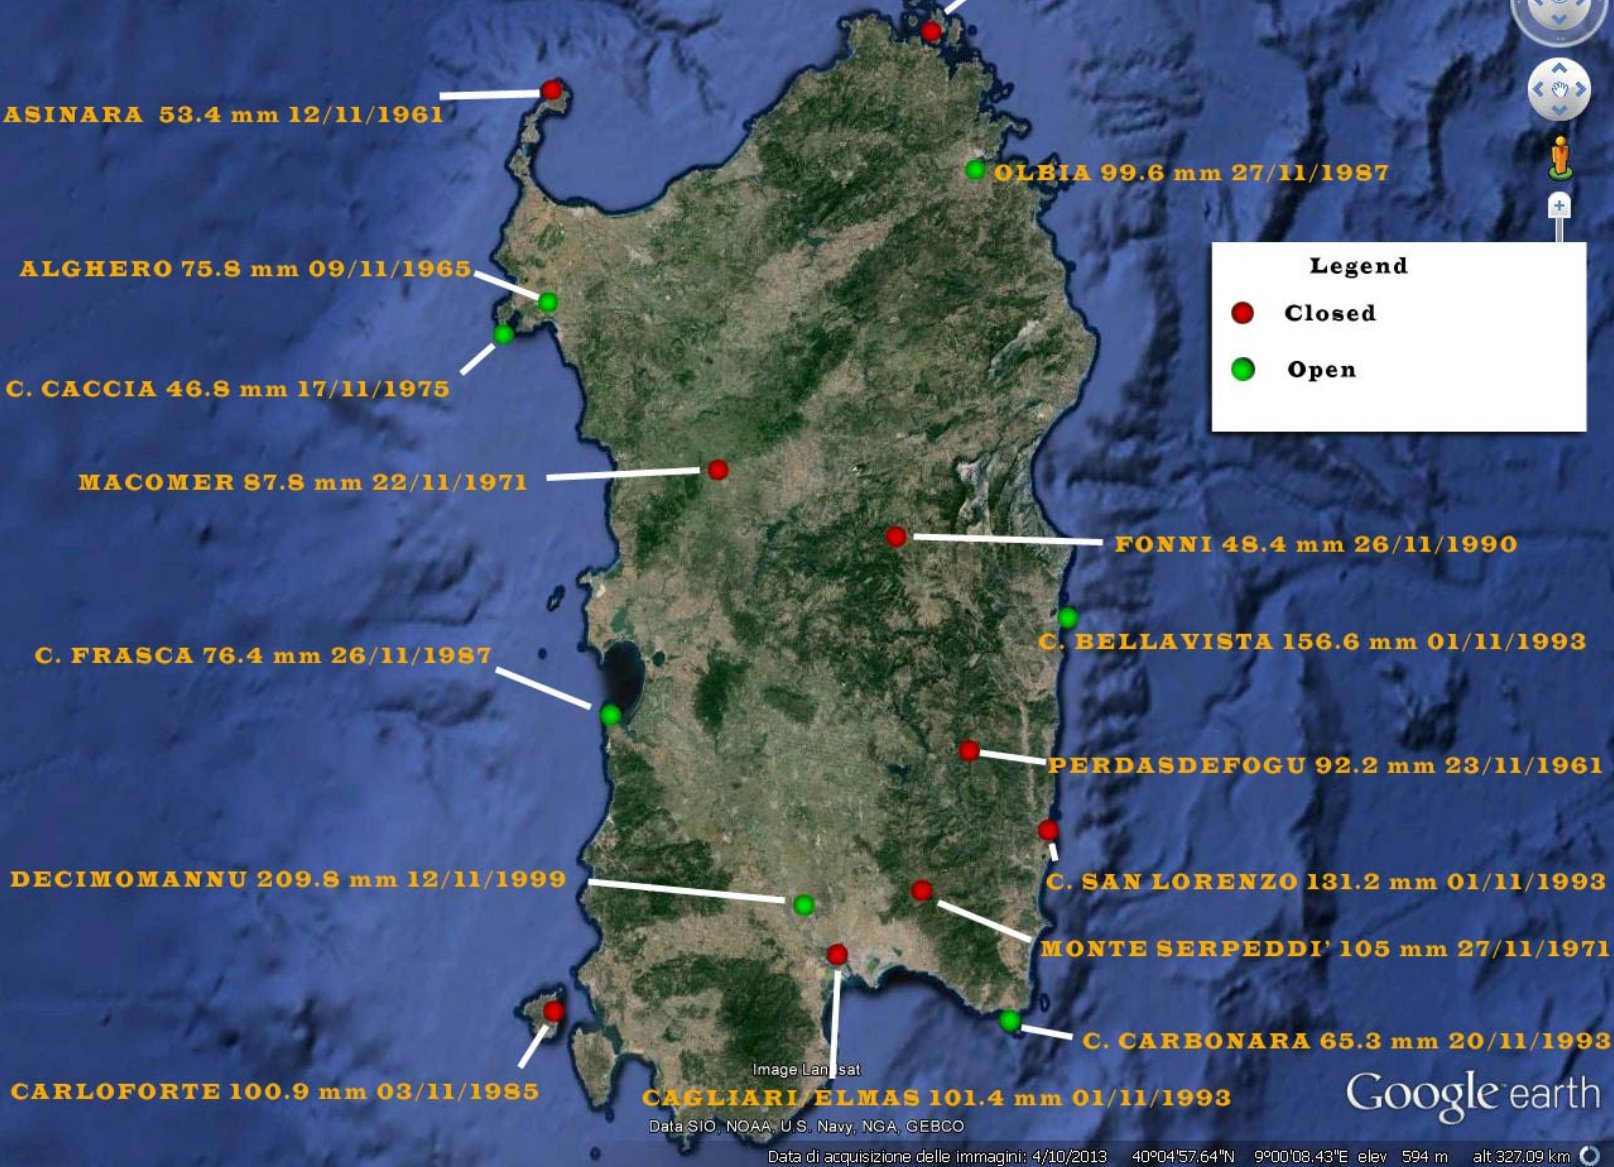 ASINARA 53.4 mm 12/11/1961
OLBIA 99.6 mm 27/11/1987
ALGHERO 75.8 mm 09/11/1965
Legend
Closed
Open
C. CACCIA 46.8 mm 17/11/1975
MACOMER 87.8 mm 22/11/1971
FONNI 48.4 mm 26/11/1990
C. BELLAVISTA 156.6 mm 01/11/1993
C. FRASCA 76.4 mm 26/11/1987
PERDASDEFOGU 92.2 mm 23/11/1961
DECIMOMANNU 209.8 mm 12/11/1999
C. SAN LORENZO 131.2 mm 01/11/1993
MONTE SERPEDDI' 105 mm 27/11/1971
C. CARBONARA 65.3 mm 20/11/1993
CARLOFORTE 100.9 mm 03/11/1985
Image Landsat
CAGLIARI/ELMAS 101.4 mm 01/11/1993
Google earth
Data SIO, NOAA, U.S. Navy, NGA, GEBCO
Data di acquisizione delle immagini: 4/10/2013 40°04'57.64"N 9°00'08.43"E elev 594 m alt 327.09 km